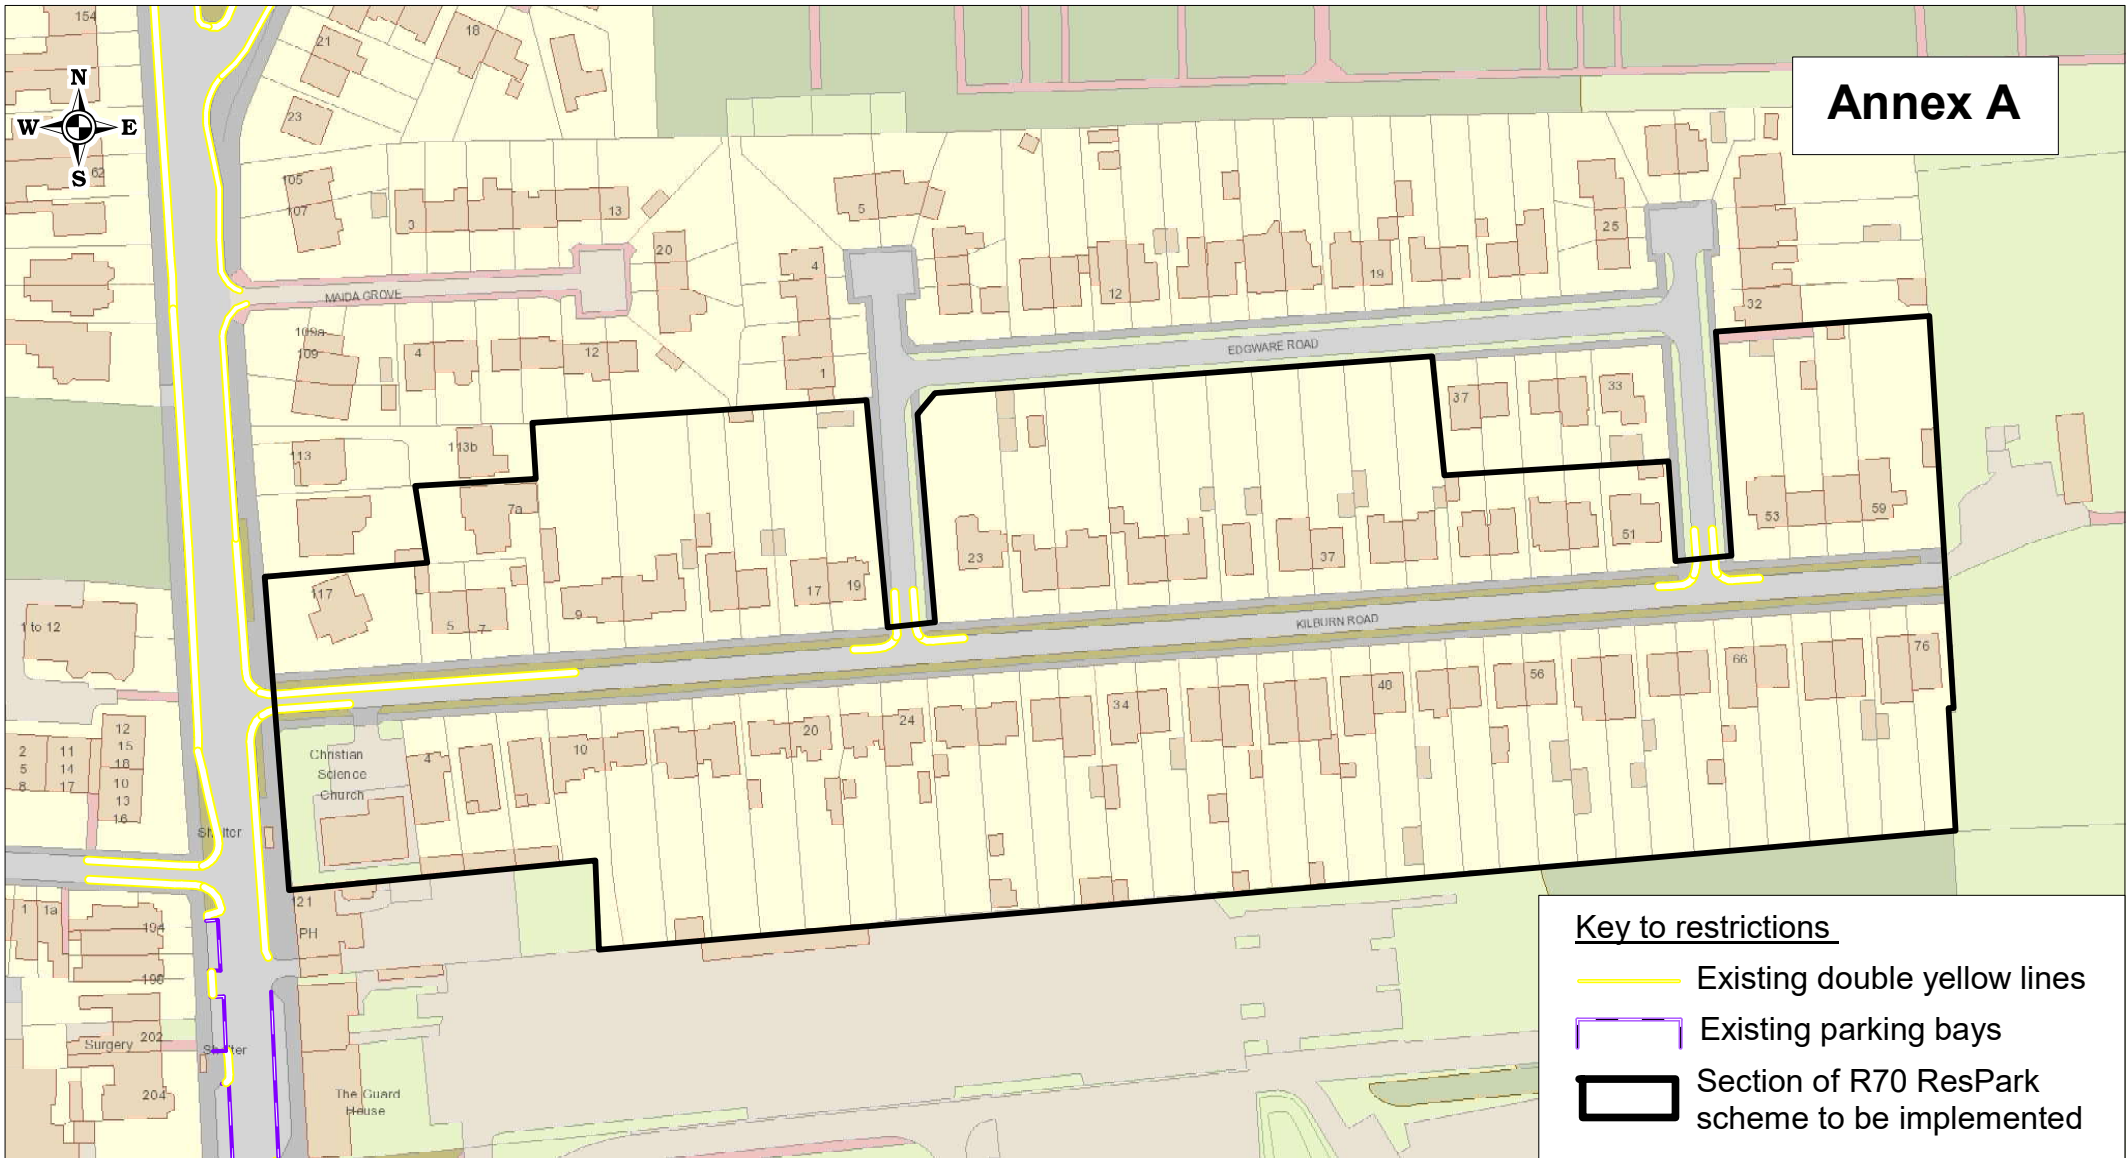 154
21
18
23
N
W E
S
62
Annex A
105
107
3
13
20
5
4
12
19
25
32
MAIDA GROVE
109a
109
4
12
1
EDGWARE ROAD
37
33
113
113b
7a
117
5 7
9
17
19
23
37
51
53
59
KILBURN ROAD
1 to 12
Christian
Science
Church
4
10
20
24
34
48
56
66
76
2
5
8
11
14
17
12
15
18
10
13
16
Shelter
1 1a
194
198
121
PH
Surgery
202
Shelter
204
The Guard
House
Key to restrictions
Existing double yellow lines
Existing parking bays
Section of R70 ResPark
scheme to be implemented